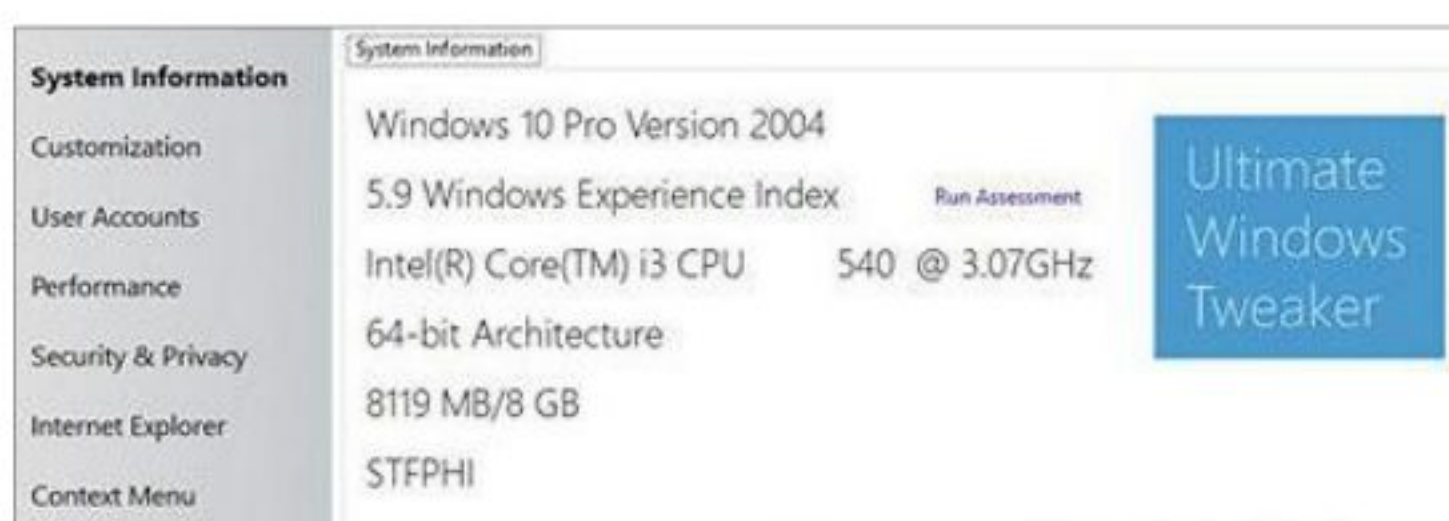 System Information
Customization
User Accounts
Performance
Security & Privacy
Internet Explorer
Context Menu
System Information
Windows 10 Pro Version 2004
5.9 Windows Experience Index Run Assessment
Intel(R) Core(TM) i3 CPU 540 @ 3.07GHz
64-bit Architecture
8119 MB/8 GB
STFPHI
Ultimate
Windows
Tweaker